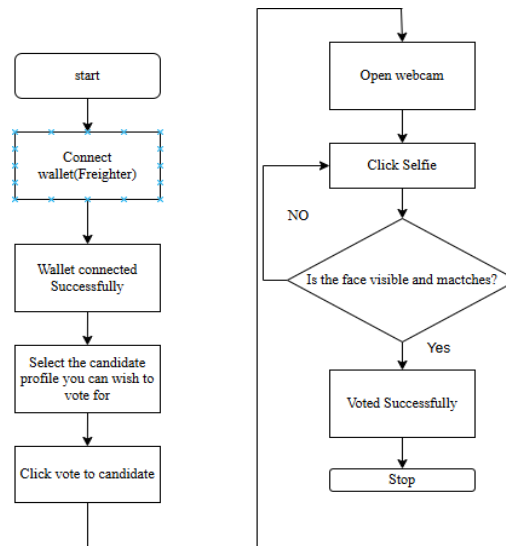 start
Connect
wallet(Freighter)
Wallet connected
Successfully
Select the candidate
profile you can wish to
vote for
Click vote to candidate
Open webcam
Click Selfie
NO
Is the face visible and mactches?
Yes
Voted Successfully
Stop